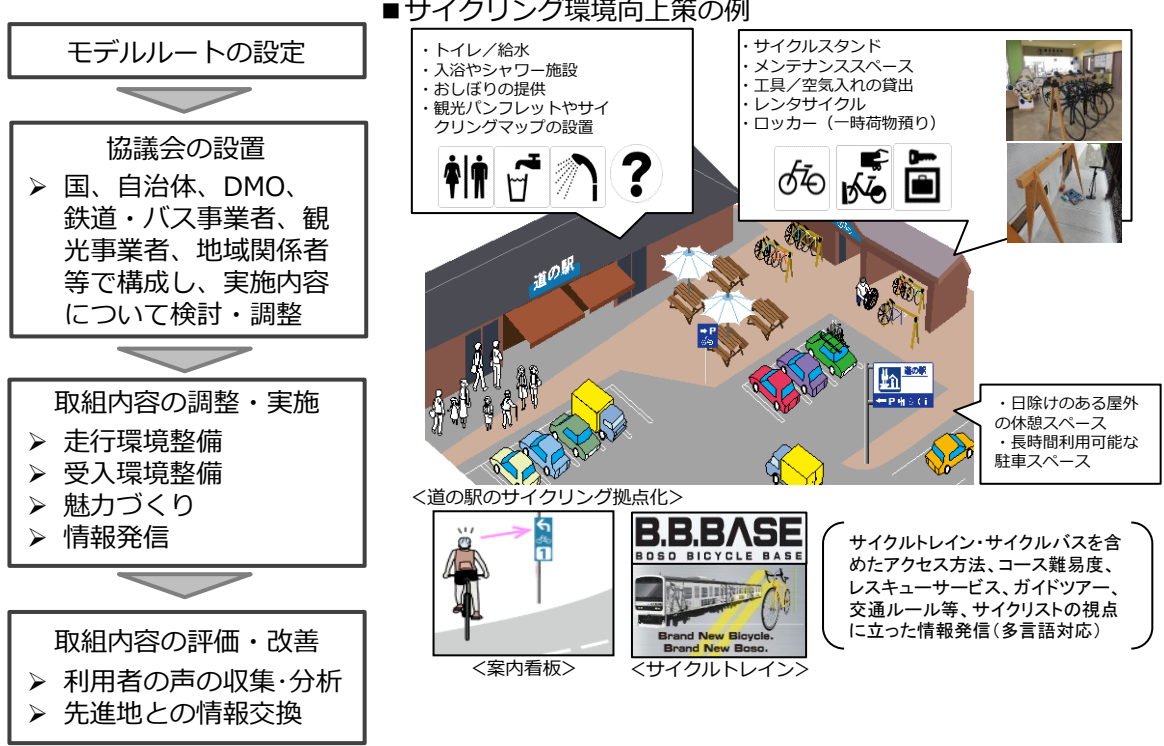 モデルルートの設定
協議会の設置
➢ 国、自治体、DMO、
鉄道・バス事業者、観
光事業者、地域関係者
等で構成し、実施内容
について検討・調整
取組内容の調整・実施
➢ 走行環境整備
➢ 受入環境整備
➢ 魅力づくり
➢ 情報発信
取組内容の評価・改善
➢ 利用者の声の収集・分析
➢ 先進地との情報交換
■サイクリング環境向上策の例
・トイレ／給水
・入浴やシャワー施設
・おしぼりの提供
・観光パンフレットやサイ
クリングマップの設置
?
・サイクルスタンド
・メンテナンススペース
・工具／空気入れの貸出
・レンタサイクル
・ロッカー（一時荷物預り）
道の駅
P
道の駅
P
・日除けのある屋外
の休憩スペース
・長時間利用可能な
駐車スペース
＜道の駅のサイクリング拠点化＞
1
＜案内看板＞
B.B.BASE
BOSO BICYCLE BASE
Brand New Bicycle.
Brand New Boso.
＜サイクルトレイン＞
サイクルトレイン・サイクルバスを含
めたアクセス方法、コース難易度、
レスキューサービス、ガイドツアー、
交通ルール等、サイクリストの視点
に立った情報発信（多言語対応）